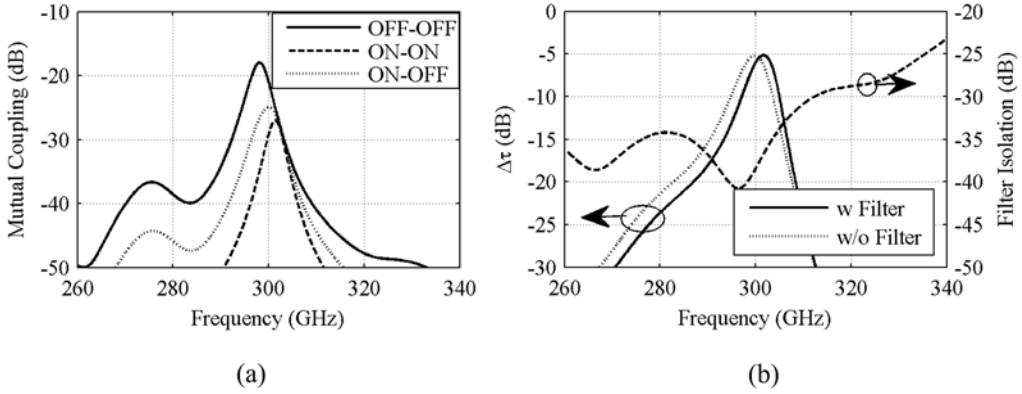 -10
-20
-30
-40
-50
260
280
300
320
340
Mutual Coupling (dB)
Frequency (GHz)
OFF-OFF
ON-ON
ON-OFF
(a)
0
-5
-10
-15
-20
-25
-30
260
280
300
320
340
Δτ (dB)
Frequency (GHz)
w Filter
w/o Filter
-20
-25
-30
-35
-40
-45
-50
Filter Isolation (dB)
(b)